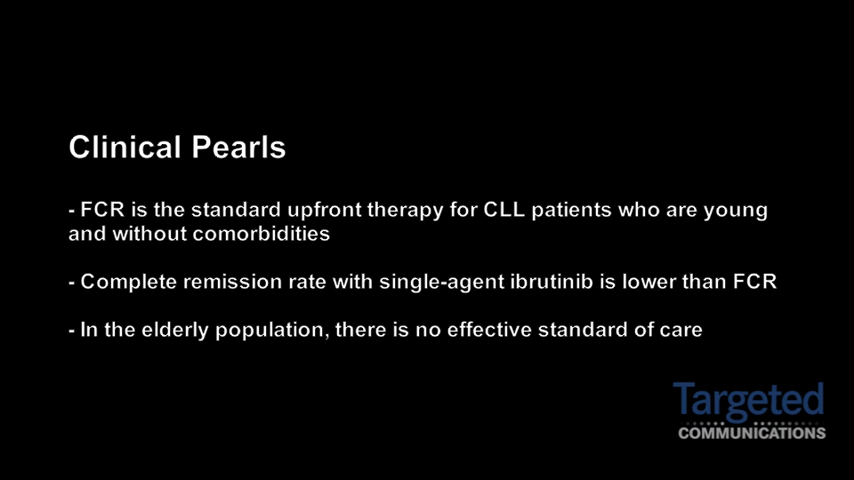 Clinical Pearls
- FCR is the standard upfront therapy for CLL patients who are young
and without comorbidities
- Complete remission rate with single-agent ibrutinib is lower than FCR
- In the elderly population, there is no effective standard of care
Targeted
COMMUNICATIONS